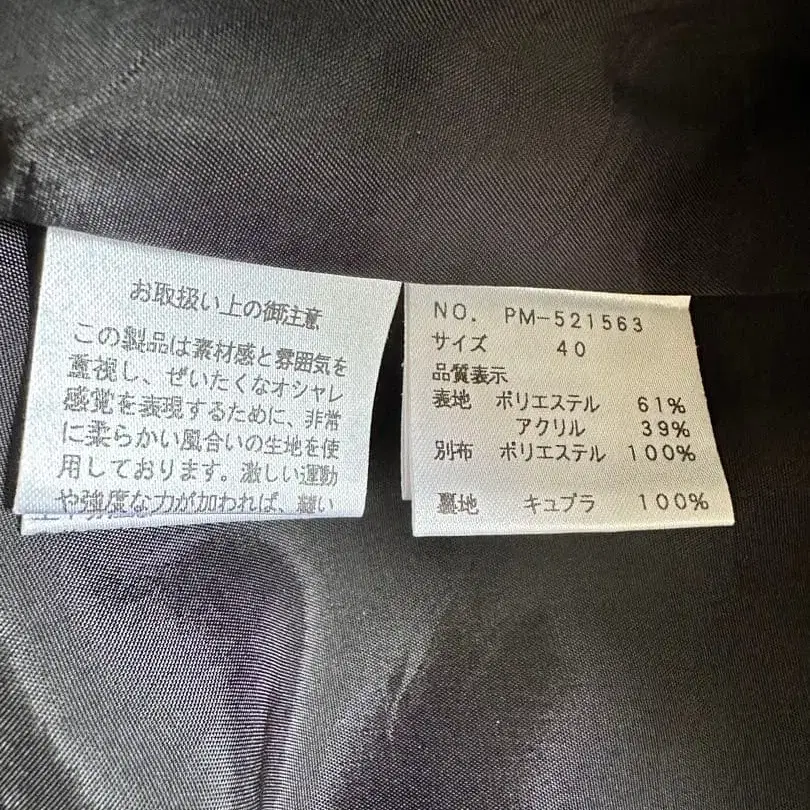 お取扱い上の御注意
この製品は素材感と雰囲気を
重視し、ぜいたくなオシャレ
感覚を表現するために、非常
に柔らかい風合いの生地を使
用しております。激しい運動
や強度な力が加われば、縫い
NO. PM-521563
サイズ 40
品質表示
表地 ポリエステル 61%
アクリル 39%
別布 ポリエステル 100%
裏地 キュプラ 100%